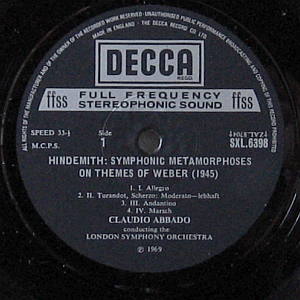 ALL RIGHTS OF THE MANUFACTURER AND OF THE OWNER OF THE RECORDED WORK RESERVED · UNAUTHORISED PUBLIC PERFORMANCE BROADCASTING AND COPYING OF THIS RECORD PROHIBITED
MADE IN ENGLAND · THE DECCA RECORD CO LTD
DECCA
REGD.
ffss FULL FREQUENCY STEREOPHONIC SOUND ffss
SPEED 33⅓
M.C.P.S.
Side
1
SXL.6398
HINDEMITH: SYMPHONIC METAMORPHOSES
ON THEMES OF WEBER (1945)
1. I. Allegro
2. II. Turandot, Scherzo: Moderato—lebhaft
3. III. Andantino
4. IV. Marsch
CLAUDIO ABBADO
conducting the
LONDON SYMPHONY ORCHESTRA
℗ 1969